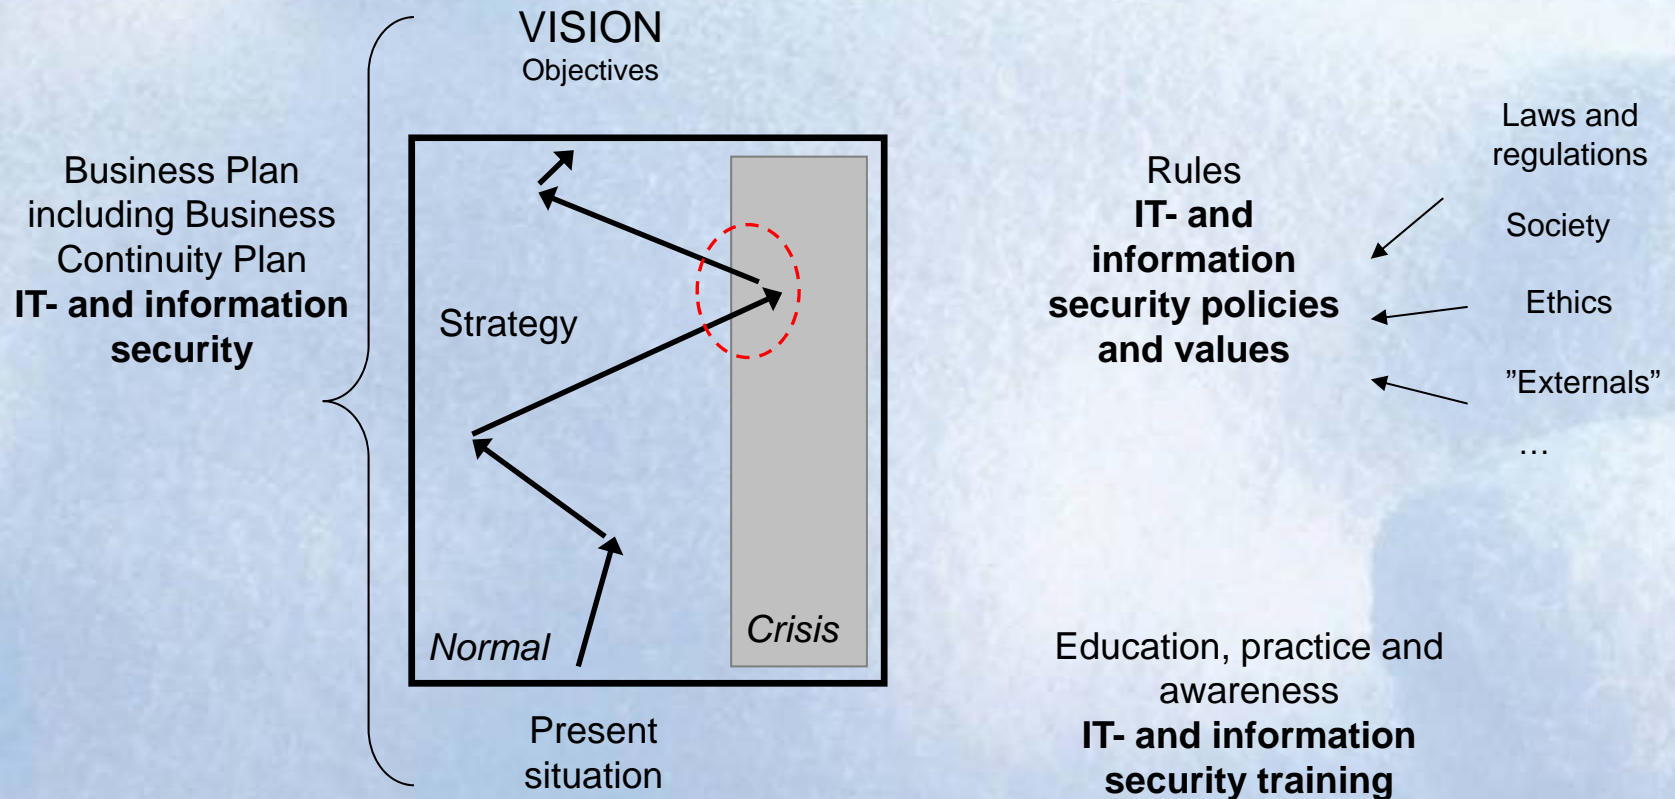 VISION
Objectives
Business Plan
including Business
Continuity Plan
IT- and information
security
Strategy
Normal
Crisis
Present
situation
Rules
IT- and
information
security policies
and values
Laws and
regulations
Society
Ethics
”Externals”
…
Education, practice and
awareness
IT- and information
security training